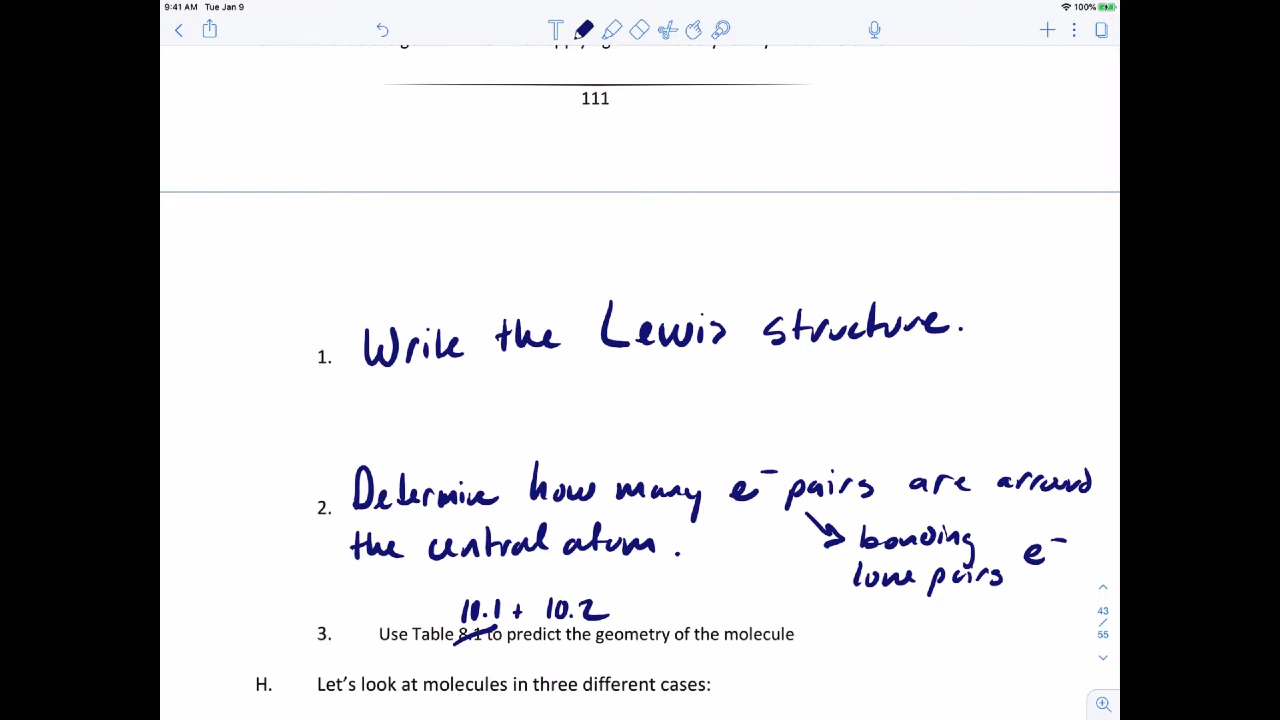 9:41 AM Tue Jan 9
100%
111
1. Write the Lewis structure.
2. Determine how many e⁻ pairs are arround
the central atom.
bonding e⁻
lone pairs
10.1 + 10.2
3. Use Table 8.1 to predict the geometry of the molecule
43
/
55
H. Let's look at molecules in three different cases: